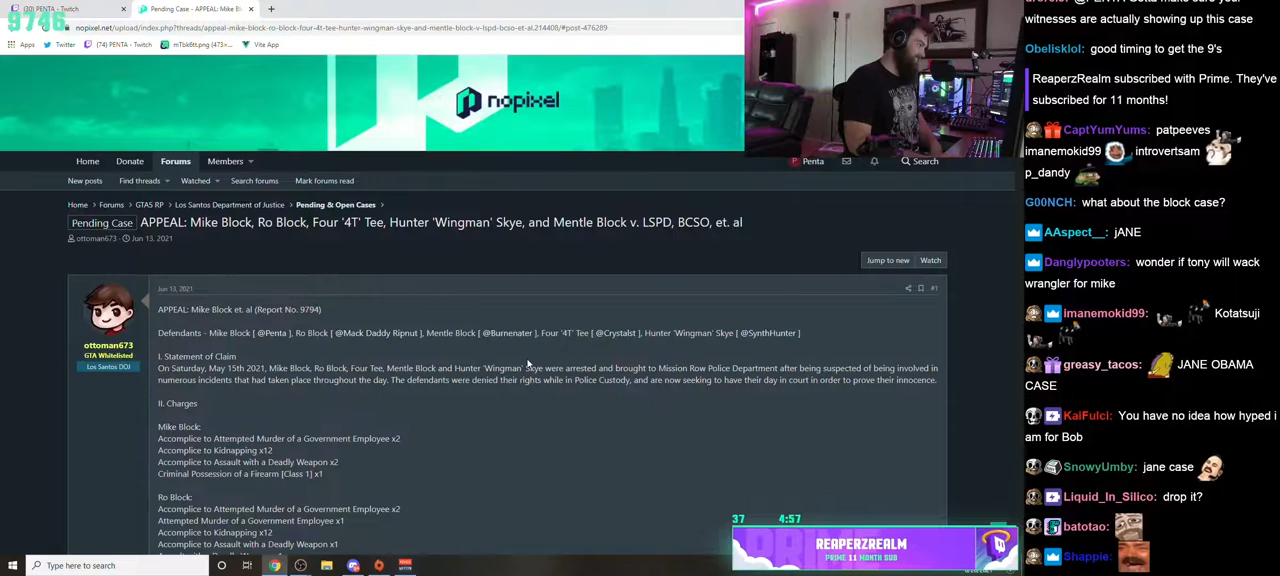 (30) PENTA - Twitch
Pending Case - APPEAL: Mike Bl
9746
nopixel.net/upload/index.php?threads/appeal-mike-block-ro-block-four-4t-tee-hunter-wingman-skye-and-mentle-block-v-lspd-bcso-et-al.214408/#post-476289
Apps
Twitter
(74) PENTA - Twitch
mTbk6tt.png (473×...
Vite App
nopixel
Home
Donate
Forums
Members
Penta
Search
New posts
Find threads
Watched
Search forums
Mark forums read
Home > Forums > GTA5 RP > Los Santos Department of Justice > Pending & Open Cases >
Pending Case APPEAL: Mike Block, Ro Block, Four '4T' Tee, Hunter 'Wingman' Skye, and Mentle Block v. LSPD, BCSO, et. al
ottoman673 · Jun 13, 2021
Jump to new
Watch
Jun 13, 2021
#1
ottoman673
GTA Whitelisted
Los Santos DOJ
APPEAL: Mike Block et. al (Report No. 9794)
Defendants - Mike Block [ @Penta ], Ro Block [ @Mack Daddy Ripnut ], Mentle Block [ @Burnenater ], Four '4T' Tee [ @Crystalst ], Hunter 'Wingman' Skye [ @SynthHunter ]
I. Statement of Claim
On Saturday, May 15th 2021, Mike Block, Ro Block, Four Tee, Mentle Block and Hunter 'Wingman' Skye were arrested and brought to Mission Row Police Department after being suspected of being involved in
numerous incidents that had taken place throughout the day. The defendants were denied their rights while in Police Custody, and are now seeking to have their day in court in order to prove their innocence.
II. Charges
Mike Block:
Accomplice to Attempted Murder of a Government Employee x2
Accomplice to Kidnapping x12
Accomplice to Assault with a Deadly Weapon x2
Criminal Possession of a Firearm [Class 1] x1
Ro Block:
Accomplice to Attempted Murder of a Government Employee x2
Attempted Murder of a Government Employee x1
Accomplice to Kidnapping x12
Accomplice to Assault with a Deadly Weapon x1
37
4:57
REAPERZREALM
PRIME 11 MONTH SUB
Type here to search
@PENTA Gotta make sure your
witnesses are actually showing up this case
Obelisklol: good timing to get the 9's
ReaperzRealm subscribed with Prime. They've
subscribed for 11 months!
CaptYumYums: patpeeves
imanemokid99 introvertsam
p_dandy
G00NCH: what about the block case?
AAspect__: jANE
Danglypooters: wonder if tony will wack
wrangler for mike
imanemokid99: Kotatsuji
greasy_tacos: JANE OBAMA
CASE
KalFulci: You have no idea how hyped i
am for Bob
SnowyUmby: jane case
Liquid_In_Silico: drop it?
batotao:
Shappie: